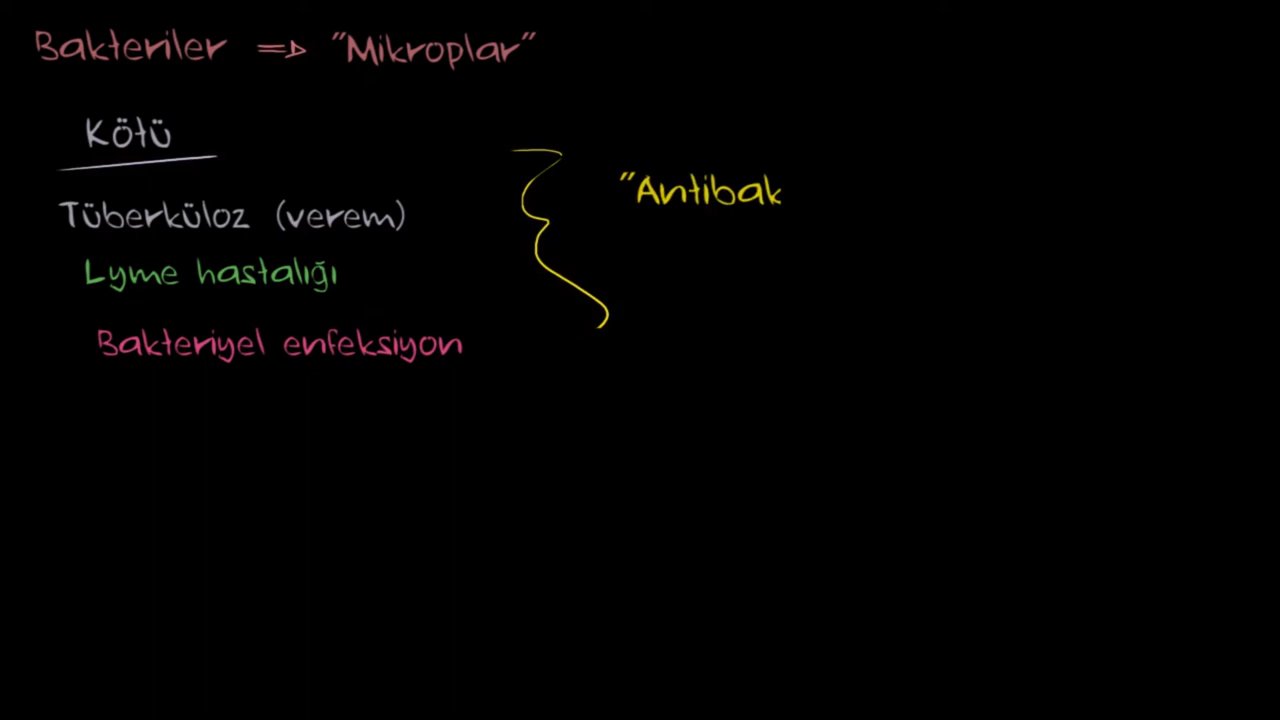 Bakteriler => "Mikroplar"
Kötü
Tüberküloz (verem)
Lyme hastalığı
Bakteriyel enfeksiyon
"Antibak